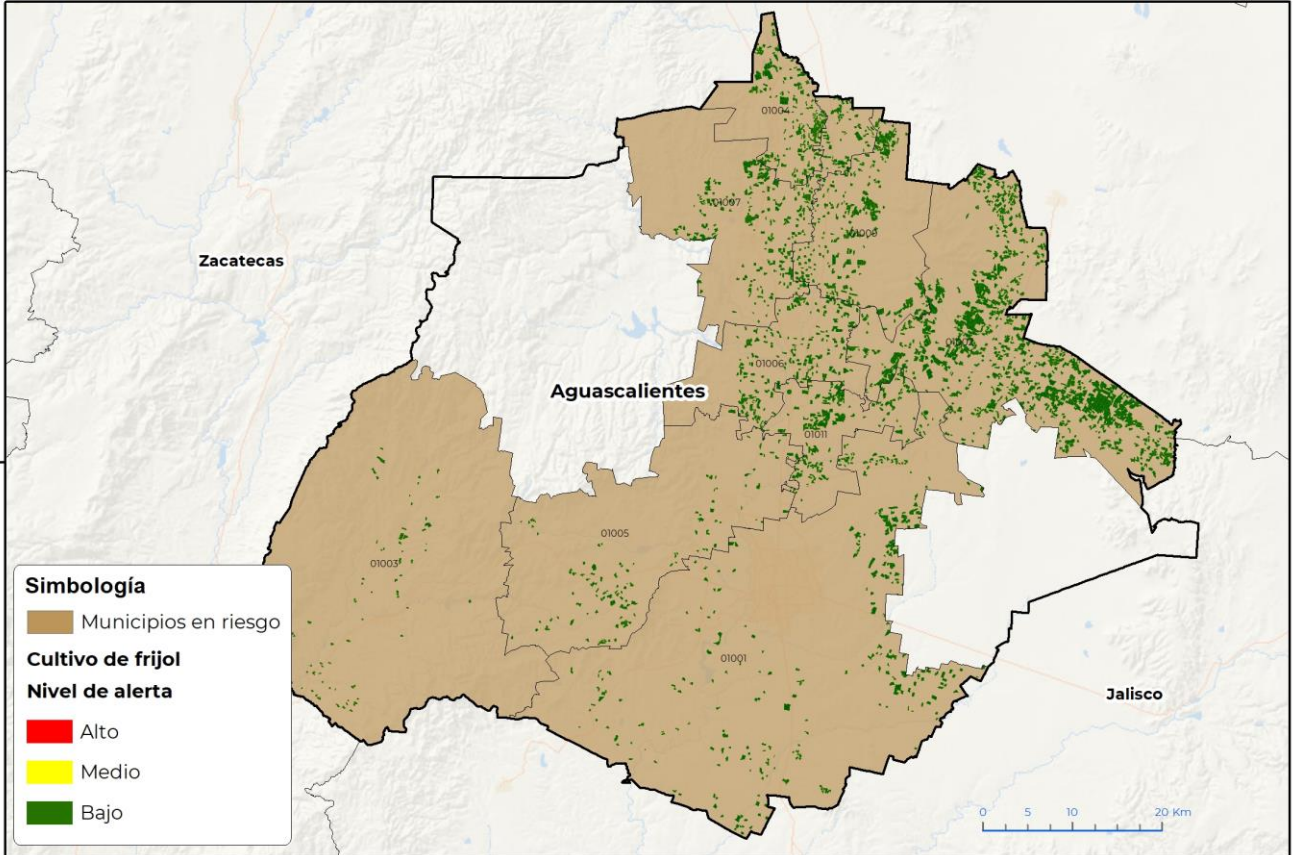 01004
01007
01009
Zacatecas
01006
Aguascalientes
01011
01005
01003
01001
Jalisco
Simbología
Municipios en riesgo
Cultivo de frijol
Nivel de alerta
Alto
Medio
Bajo
0 5 10 20 Km